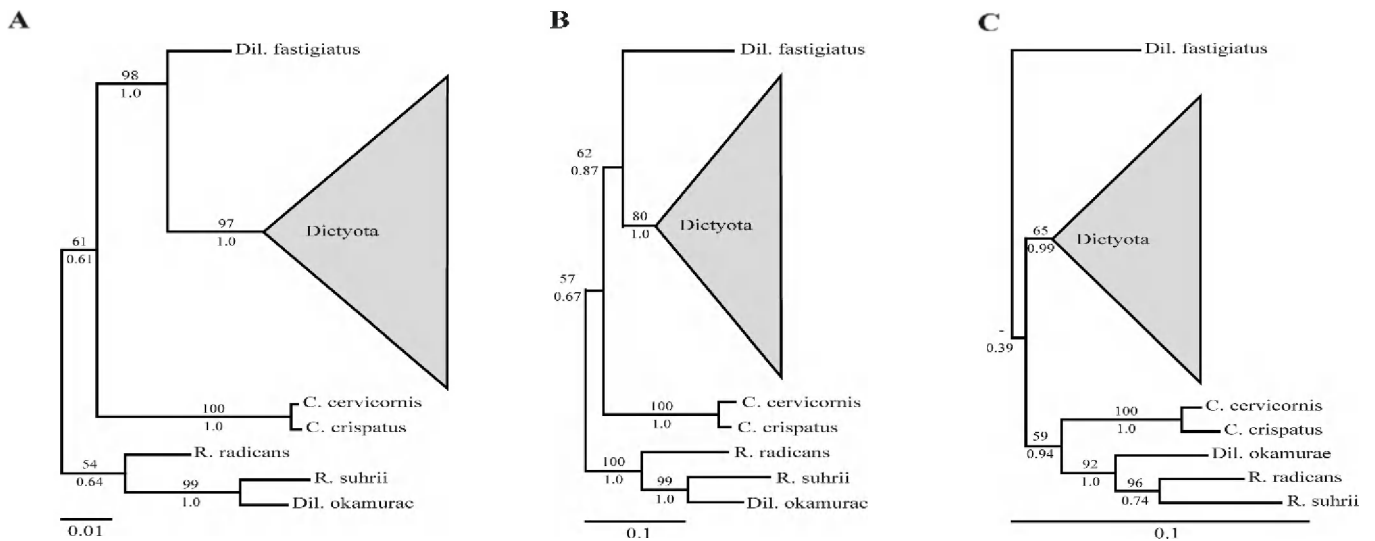 A
Dil. fastigiatus
98
1.0
97
1.0
Dictyota
61
0.61
100
1.0
C. cervicornis
C. crispatus
54
0.64
R. radicans
99
1.0
R. suhrii
Dil. okamurae
0.01
B
Dil. fastigiatus
62
0.87
80
1.0
Dictyota
57
0.67
100
1.0
C. cervicornis
C. crispatus
100
1.0
R. radicans
99
1.0
R. suhrii
Dil. okamurae
0.1
C
Dil. fastigiatus
65
0.99
Dictyota
-
0.39
100
1.0
C. cervicornis
C. crispatus
59
0.94
92
1.0
Dil. okamurae
96
0.74
R. radicans
R. suhrii
0.1